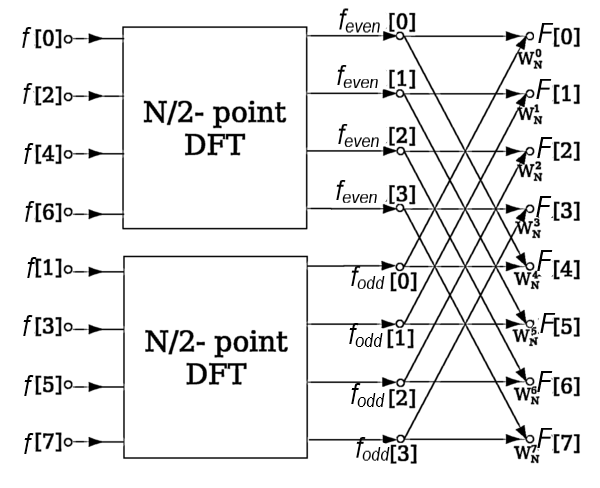 f[0] f_even [0] F[0]
W_N^0
f[2] f_even [1] F[1]
W_N^1
N/2- point
DFT
f[4] f_even [2] F[2]
W_N^2
f[6] f_even [3] F[3]
W_N^3
f[1] f_odd [0] F[4]
W_N^4
f[3] f_odd [1] F[5]
W_N^5
N/2- point
DFT
f[5] f_odd [2] F[6]
W_N^6
f[7] f_odd[3] F[7]
W_N^7